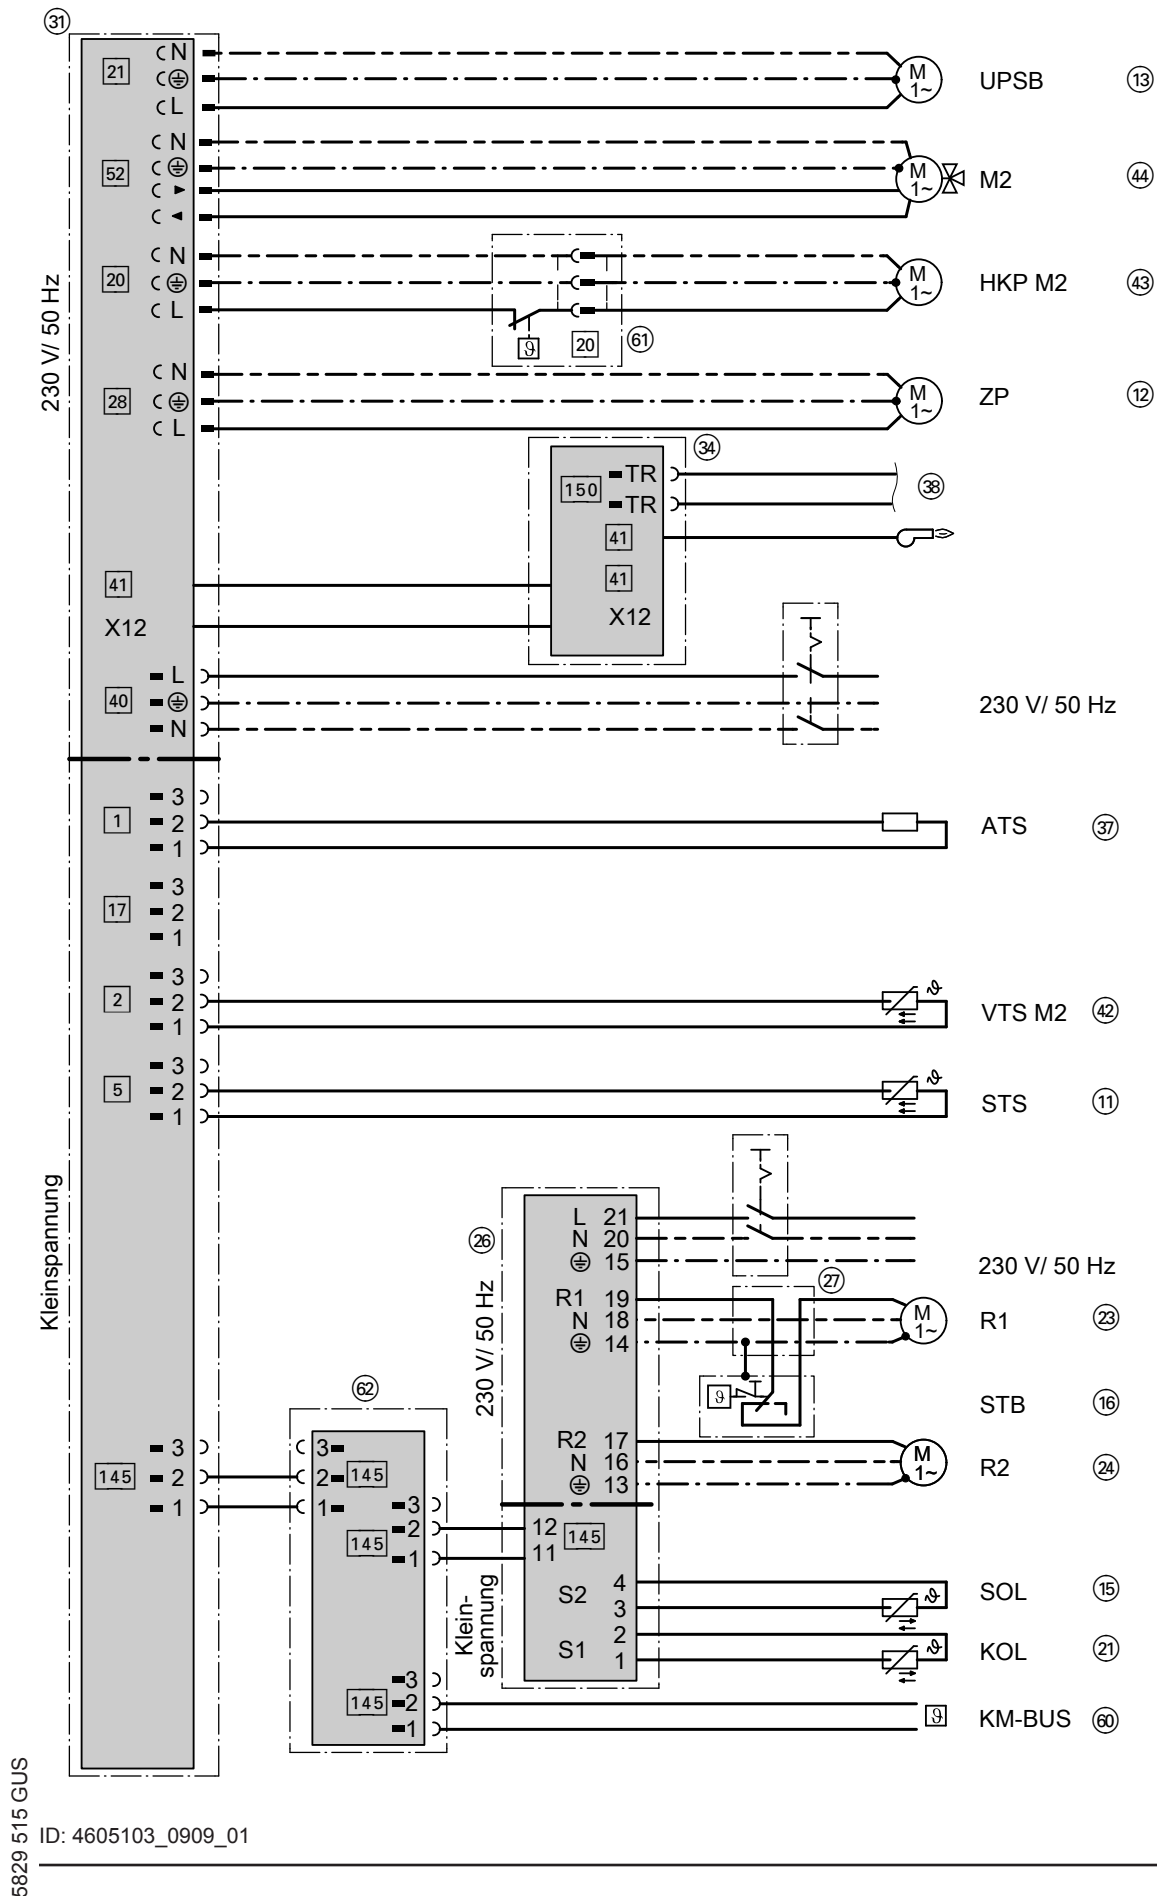 31
21
N
L
M
1~
UPSB
13
52
N
M
1~
M2
44
20
N
L
20
61
M
1~
HKP M2
43
28
N
L
M
1~
ZP
12
230 V/ 50 Hz
34
150
TR
TR
38
41
41
X12
41
X12
40
L
N
230 V/ 50 Hz
1
3
2
1
ATS
37
17
3
2
1
2
3
2
1
ϑ
VTS M2
42
5
3
2
1
ϑ
STS
11
Kleinspannung
26
230 V/ 50 Hz
L 21
N 20
15
230 V/ 50 Hz
27
R1 19
N 18
14
M
1~
R1
23
ϑ
STB
16
R2 17
N 16
13
M
1~
R2
24
62
145
3
2
1
3
2
1
145
145
3
2
1
12
11
145
Klein-
spannung
S2
4
3
ϑ
SOL
15
S1
2
1
ϑ
KOL
21
145
3
2
1
ϑ
KM-BUS
60
5829 515 GUS
ID: 4605103_0909_01